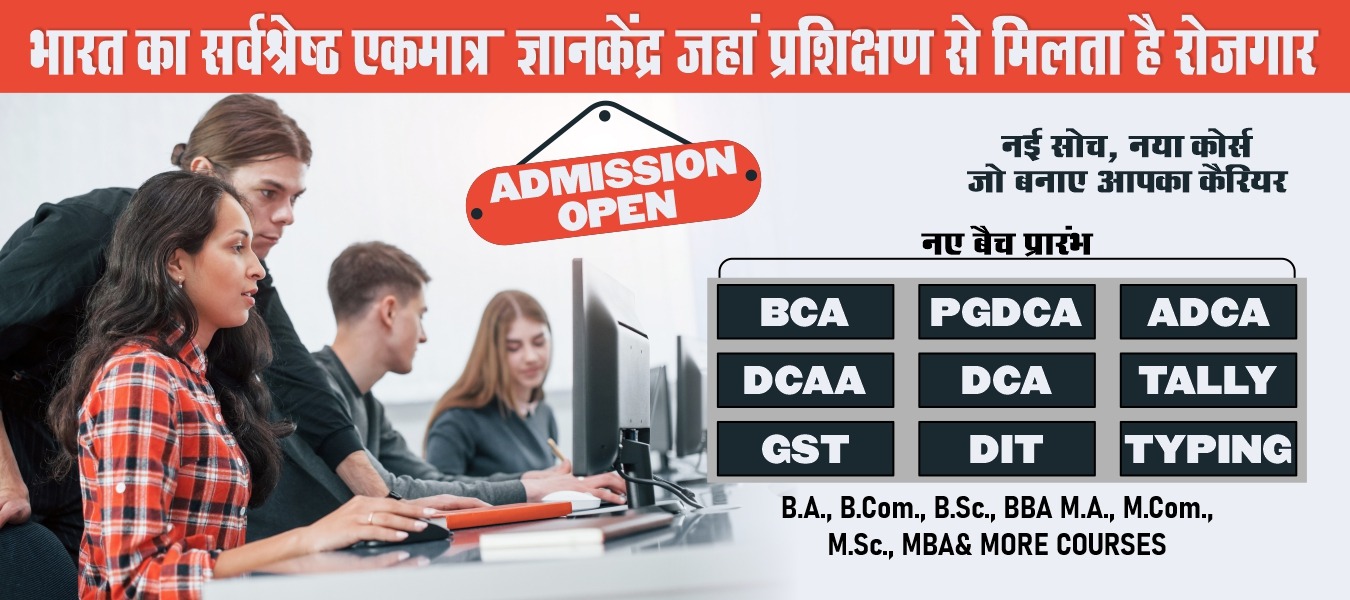 भारत का सर्वश्रेष्ठ एकमात्र ज्ञानकेंद्र जहां प्रशिक्षण से मिलता है रोजगार
ADMISSION
OPEN
नई सोच, नया कोर्स
जो बनाए आपका कैरियर
नए बैच प्रारंभ
BCA PGDCA ADCA
DCAA DCA TALLY
GST DIT TYPING
B.A., B.Com., B.Sc., BBA M.A., M.Com.,
M.Sc., MBA& MORE COURSES